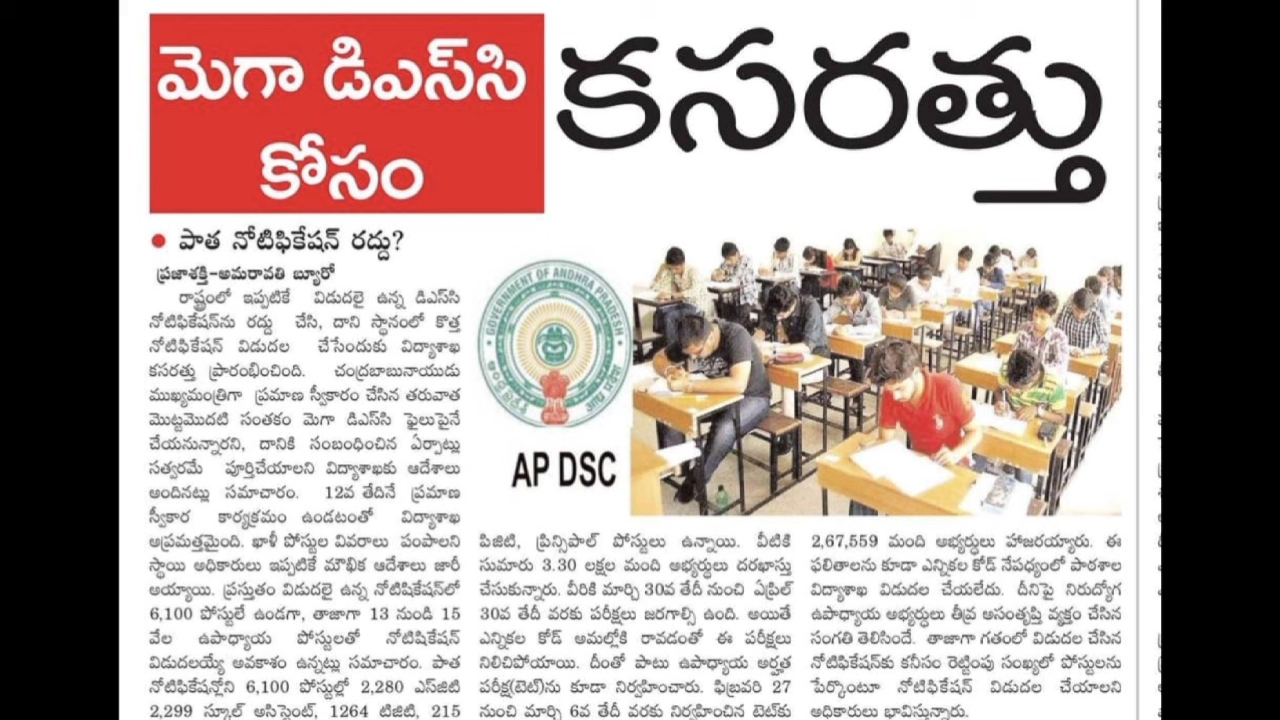 మెగా డిఎస్‌సి
కోసం
కసరత్తు
● పాత నోటిఫికేషన్ రద్దు?
ప్రజాశక్తి-అమరావతి బ్యూరో
రాష్ట్రంలో ఇప్పటికే విడుదలై ఉన్న డిఎస్‌సి
నోటిఫికేషన్‌ను రద్దు చేసి, దాని స్థానంలో కొత్త
నోటిఫికేషన్ విడుదల చేసేందుకు విద్యాశాఖ
కసరత్తు ప్రారంభించింది. చంద్రబాబునాయుడు
ముఖ్యమంత్రిగా ప్రమాణ స్వీకారం చేసిన తరువాత
మొట్టమొదటి సంతకం మెగా డిఎస్‌సి ఫైలుపైనే
చేయనున్నారని, దానికి సంబంధించిన ఏర్పాట్లు
సత్వరమే పూర్తిచేయాలని విద్యాశాఖకు ఆదేశాలు
అందినట్లు సమాచారం. 12వ తేదీనే ప్రమాణ
స్వీకార కార్యక్రమం ఉండటంతో విద్యాశాఖ
అప్రమత్తమైంది. ఖాళీ పోస్టుల వివరాలు పంపాలని
స్థాయి అధికారులు ఇప్పటికే మౌఖిక ఆదేశాలు జారీ
అయ్యాయి. ప్రస్తుతం విడుదలై ఉన్న నోటిషికేషన్‌లో
6,100 పోస్టులే ఉండగా, తాజాగా 13 నుండి 15
వేల ఉపాధ్యాయ పోస్టులతో నోటిషికేషన్
విడుదలయ్యే అవకాశం ఉన్నట్లు సమాచారం. పాత
నోటిఫికేషన్లోని 6,100 పోస్టుల్లో 2,280 ఎస్‌జిటి
2,299 స్కూల్ అసిస్టెంట్, 1264 టిజిటి, 215
GOVERNMENT OF ANDHRA PRADESH
AP DSC
పిజిటి, ప్రిన్సిపాల్ పోస్టులు ఉన్నాయి. వీటికి
సుమారు 3.30 లక్షల మంది అభ్యర్థులు దరఖాస్తు
చేసుకున్నారు. వీరికి మార్చి 30వ తేదీ నుంచి ఏప్రిల్
30వ తేదీ వరకు పరీక్షలు జరగాల్సి ఉంది. అయితే
ఎన్నికల కోడ్ అమల్లోకి రావడంతో ఈ పరీక్షలు
నిలిచిపోయాయి. దీంతో పాటు ఉపాధ్యాయ అర్హత
పరీక్ష(టెట్)ను కూడా నిర్వహించారు. ఫిబ్రవరి 27
నుంచి మార్చి 6వ తేదీ వరకు నిర్వహించిన టెట్‌కు
2,67,559 మంది అభ్యర్థులు హాజరయ్యారు. ఈ
ఫలితాలను కూడా ఎన్నికల కోడ్ నేపధ్యంలో పాఠశాల
విద్యాశాఖ విడుదల చేయలేదు. దీనిపై నిరుద్యోగ
ఉపాధ్యాయ అభ్యర్థులు తీవ్ర అసంతృప్తి వ్యక్తం చేసిన
సంగతి తెలిసిందే. తాజాగా గతంలో విడుదల చేసిన
నోటిఫికేషన్‌కు కనీసం రెట్టింపు సంఖ్యలో పోస్టులను
పేర్కొంటూ నోటిఫికేషన్ విడుదల చేయాలని
అధికారులు భావిస్తున్నారు.